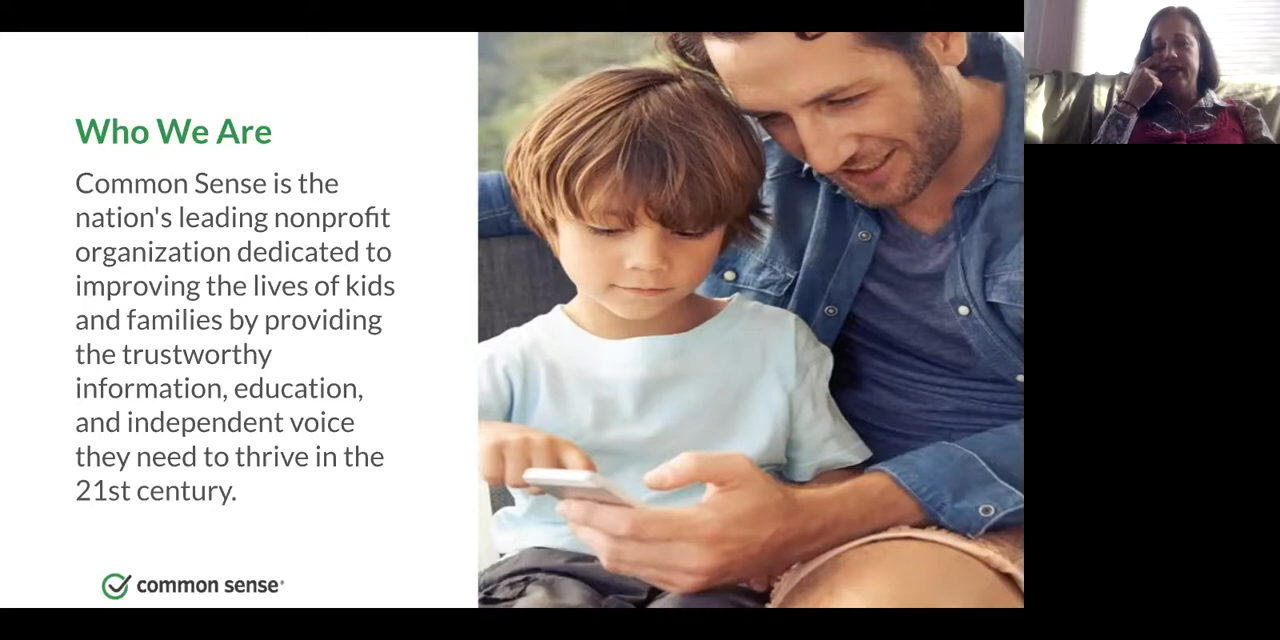 Who We Are
Common Sense is the
nation's leading nonprofit
organization dedicated to
improving the lives of kids
and families by providing
the trustworthy
information, education,
and independent voice
they need to thrive in the
21st century.
common sense®